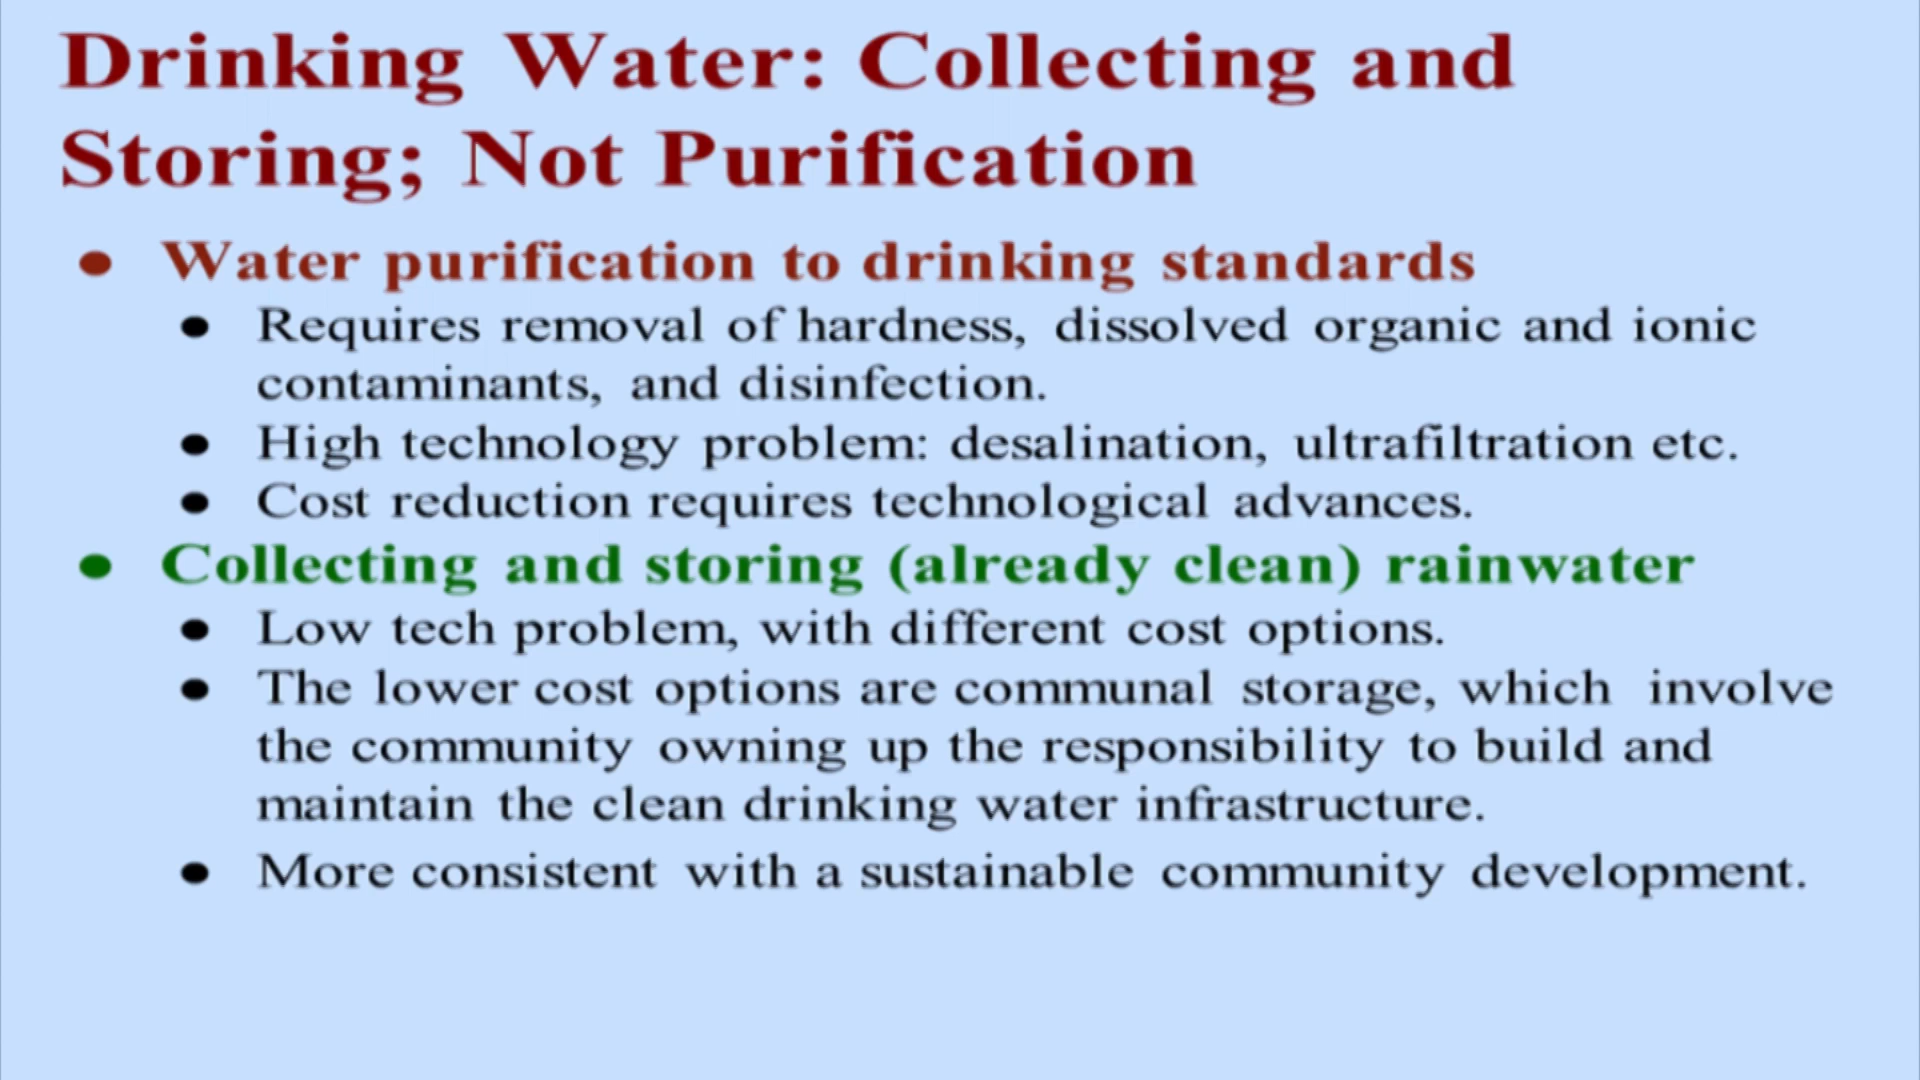 Drinking Water: Collecting and
Storing; Not Purification
• Water purification to drinking standards
• Requires removal of hardness, dissolved organic and ionic
contaminants, and disinfection.
• High technology problem: desalination, ultrafiltration etc.
• Cost reduction requires technological advances.
• Collecting and storing (already clean) rainwater
• Low tech problem, with different cost options.
• The lower cost options are communal storage, which involve
the community owning up the responsibility to build and
maintain the clean drinking water infrastructure.
• More consistent with a sustainable community development.